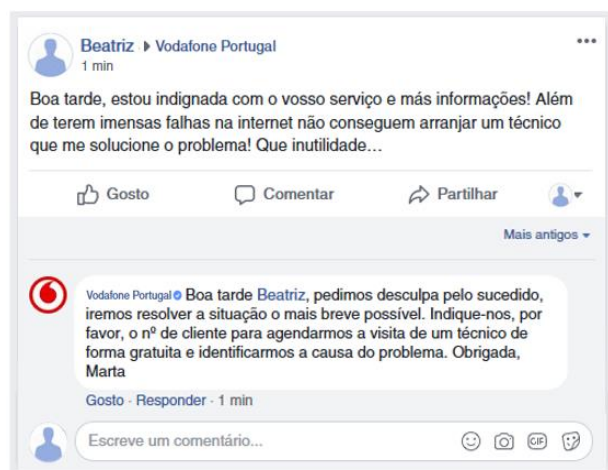 Beatriz Vodafone Portugal
1 min
Boa tarde, estou indignada com o vosso serviço e más informações! Além
de terem imensas falhas na internet não conseguem arranjar um técnico
que me solucione o problema! Que inutilidade…
Gosto Comentar Partilhar
Mais antigos
Vodafone Portugal Boa tarde Beatriz, pedimos desculpa pelo sucedido,
iremos resolver a situação o mais breve possível. Indique-nos, por
favor, o nº de cliente para agendarmos a visita de um técnico de
forma gratuita e identificarmos a causa do problema. Obrigada,
Marta
Gosto · Responder · 1 min
Escreve um comentário... GIF